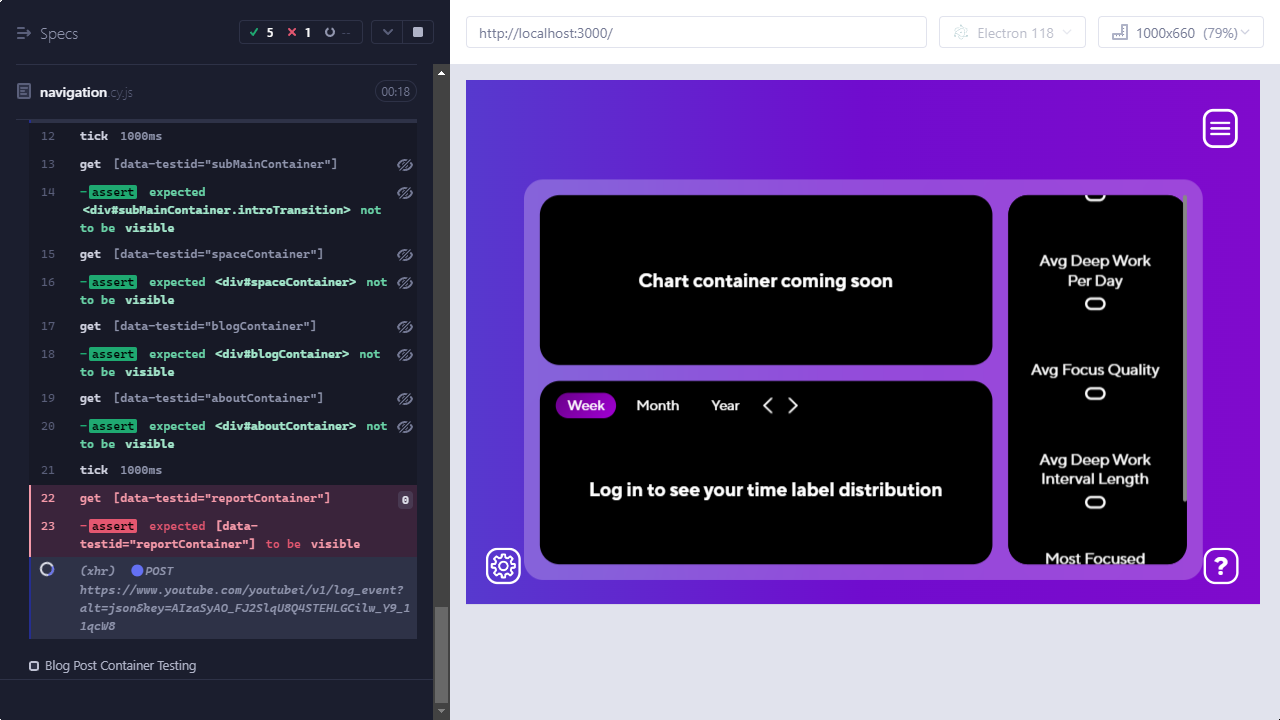 Specs
5
1
--
navigation.cy.js
00:18
12 tick 1000ms
13 get [data-testid="subMainContainer"]
14 -assert expected
<div#subMainContainer.introTransition> not
to be visible
15 get [data-testid="spaceContainer"]
16 -assert expected <div#spaceContainer> not
to be visible
17 get [data-testid="blogContainer"]
18 -assert expected <div#blogContainer> not
to be visible
19 get [data-testid="aboutContainer"]
20 -assert expected <div#aboutContainer> not
to be visible
21 tick 1000ms
22 get [data-testid="reportContainer"] 0
23 -assert expected [data-
testid="reportContainer"] to be visible
(xhr) POST
https://www.youtube.com/youtubei/v1/log_event?
alt=json&key=AIzaSyAO_FJ2SlqU8Q4STEHLGCilw_Y9_1
1qcW8
Blog Post Container Testing
http://localhost:3000/
Electron 118
1000x660 (79%)
Chart container coming soon
Week Month Year
Log in to see your time label distribution
Avg Deep Work
Per Day
Avg Focus Quality
Avg Deep Work
Interval Length
Most Focused
?